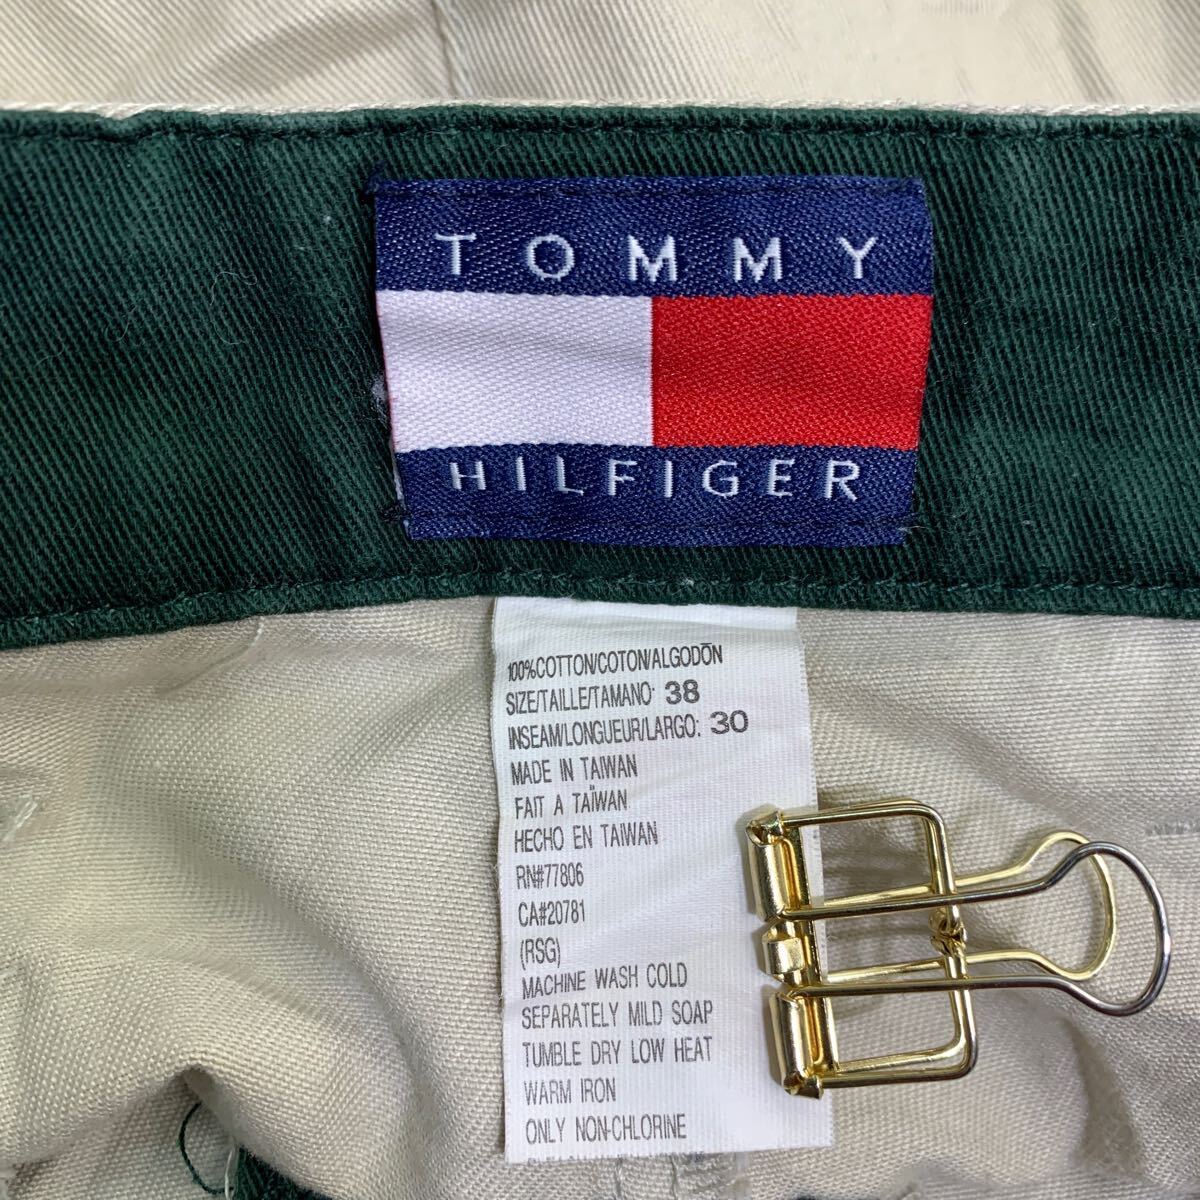 TOMMY
HILFIGER
100%COTTON/COTON/ALGODŌN
SIZE/TAILLE/TAMANO: 38
INSEAM/LONGUEUR/LARGO: 30
MADE IN TAIWAN
FAIT A TAÏWAN
HECHO EN TAIWAN
RN#77806
CA#20781
(RSG)
MACHINE WASH COLD
SEPARATELY MILD SOAP
TUMBLE DRY LOW HEAT
WARM IRON
ONLY NON-CHLORINE